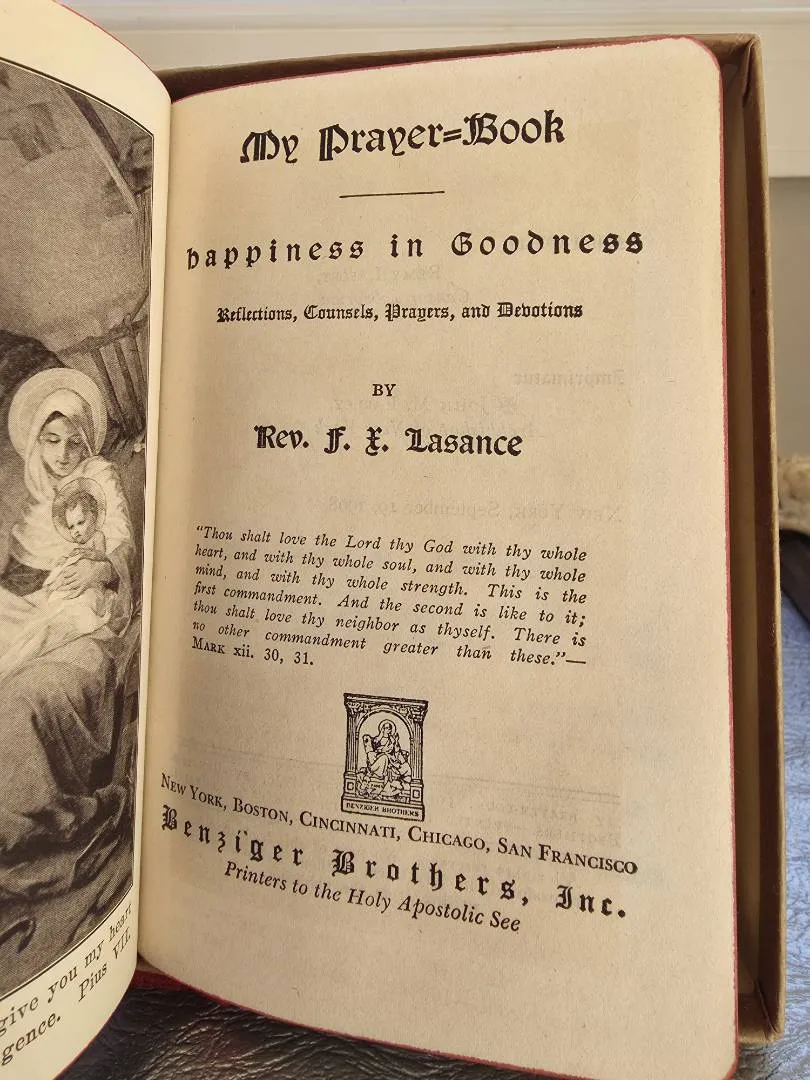 My Prayer=Book
Happiness in Goodness
Reflections, Counsels, Prayers, and Devotions
BY
Rev. F. X. Lasance
"Thou shalt love the Lord thy God with thy whole
heart, and with thy whole soul, and with thy whole
mind, and with thy whole strength. This is the
first commandment. And the second is like to it;
thou shalt love thy neighbor as thyself. There is
no other commandment greater than these."—
MARK xii. 30, 31.
BENZIGER BROTHERS
NEW YORK, BOSTON, CINCINNATI, CHICAGO, SAN FRANCISCO
Benziger Brothers, Inc.
Printers to the Holy Apostolic See
give you my heart
gence. Pius VII.